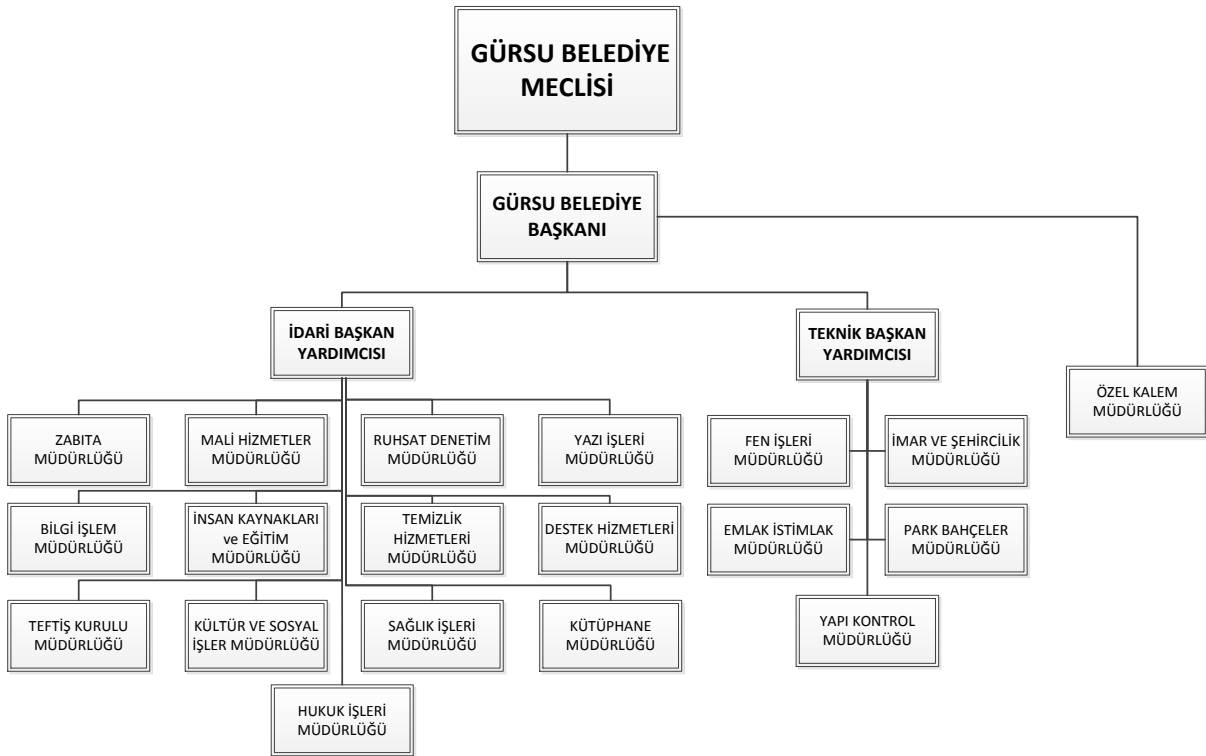 GÜRSU BELEDİYE
MECLİSİ
GÜRSU BELEDİYE
BAŞKANI
İDARİ BAŞKAN
YARDIMCISI
TEKNİK BAŞKAN
YARDIMCISI
ÖZEL KALEM
MÜDÜRLÜĞÜ
ZABITA
MÜDÜRLÜĞÜ
MALİ HİZMETLER
MÜDÜRLÜĞÜ
RUHSAT DENETİM
MÜDÜRLÜĞÜ
YAZI İŞLERİ
MÜDÜRLÜĞÜ
FEN İŞLERİ
MÜDÜRLÜĞÜ
İMAR VE ŞEHİRCİLİK
MÜDÜRLÜĞÜ
BİLGİ İŞLEM
MÜDÜRLÜĞÜ
İNSAN KAYNAKLARI
ve EĞİTİM
MÜDÜRLÜĞÜ
TEMİZLİK
HİZMETLERİ
MÜDÜRLÜĞÜ
DESTEK HİZMETLERİ
MÜDÜRLÜĞÜ
EMLAK İSTİMLAK
MÜDÜRLÜĞÜ
PARK BAHÇELER
MÜDÜRLÜĞÜ
TEFTİŞ KURULU
MÜDÜRLÜĞÜ
KÜLTÜR VE SOSYAL
İŞLER MÜDÜRLÜĞÜ
SAĞLIK İŞLERİ
MÜDÜRLÜĞÜ
KÜTÜPHANE
MÜDÜRLÜĞÜ
YAPI KONTROL
MÜDÜRLÜĞÜ
HUKUK İŞLERİ
MÜDÜRLÜĞÜ